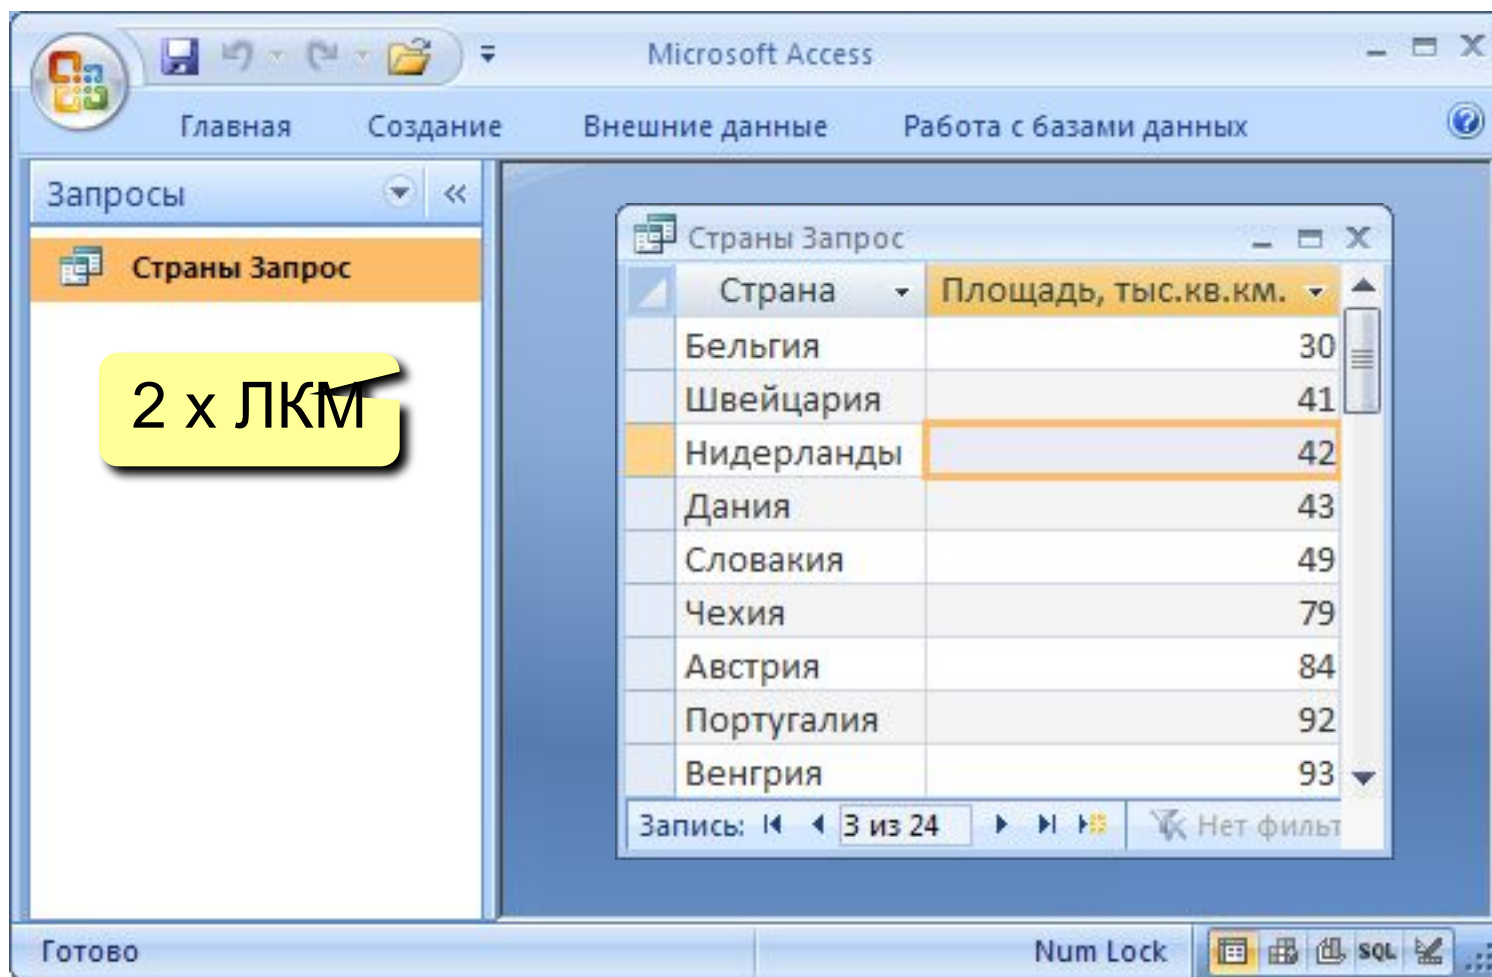 Microsoft Access
Главная Создание Внешние данные Работа с базами данных
Запросы
Страны Запрос
2 х ЛКМ
Страны Запрос
Страна Площадь, тыс.кв.км.
Бельгия 30
Швейцария 41
Нидерланды 42
Дания 43
Словакия 49
Чехия 79
Австрия 84
Португалия 92
Венгрия 93
Запись: 3 из 24 Нет фильт
Готово Num Lock SQL